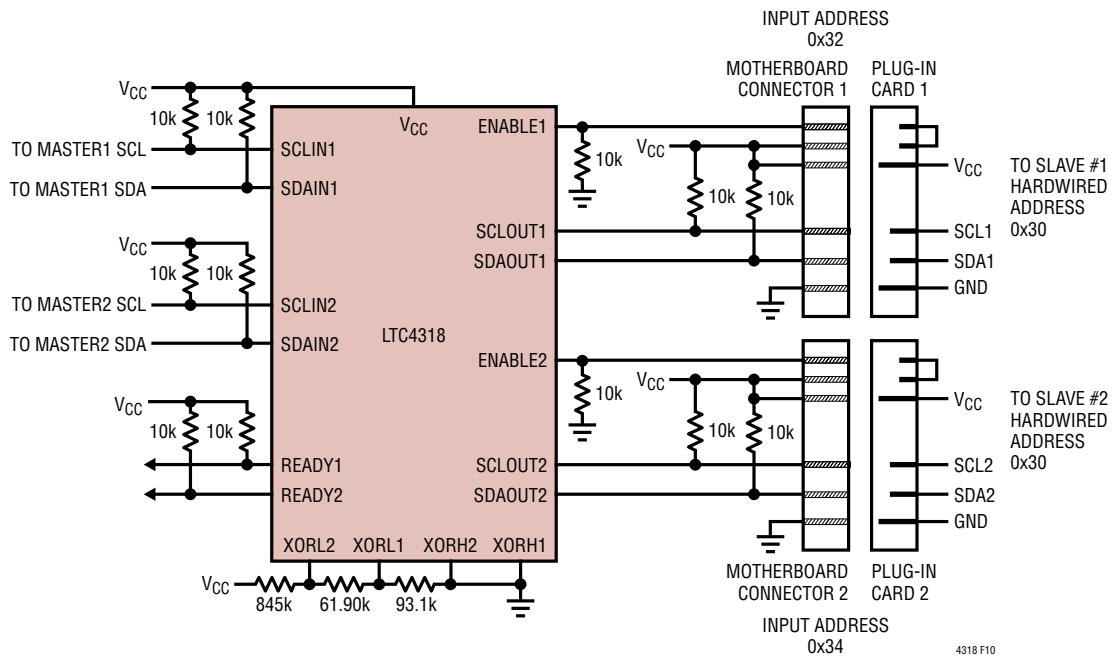 INPUT ADDRESS
0x32
MOTHERBOARD
CONNECTOR 1
PLUG-IN
CARD 1
VCC
10k
10k
TO MASTER1 SCL
TO MASTER1 SDA
VCC
10k
10k
TO MASTER2 SCL
TO MASTER2 SDA
VCC
10k
10k
VCC
SCLIN1
SDAIN1
SCLIN2
SDAIN2
READY1
READY2
LTC4318
ENABLE1
SCLOUT1
SDAOUT1
ENABLE2
SCLOUT2
SDAOUT2
XORL2 XORL1 XORH2 XORH1
VCC
845k
61.90k
93.1k
10k
VCC
10k
10k
VCC
SCL1
SDA1
GND
TO SLAVE #1
HARDWIRED
ADDRESS
0x30
10k
VCC
10k
10k
VCC
SCL2
SDA2
GND
TO SLAVE #2
HARDWIRED
ADDRESS
0x30
MOTHERBOARD
CONNECTOR 2
PLUG-IN
CARD 2
INPUT ADDRESS
0x34
4318 F10